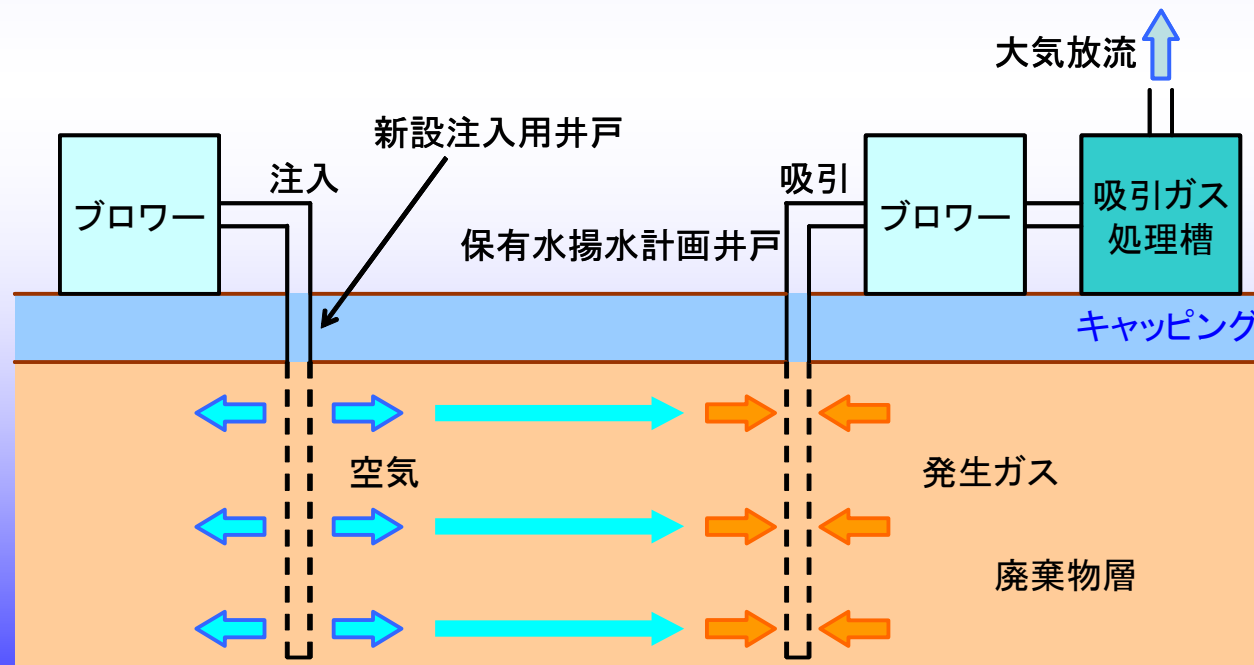 大気放流
新設注入用井戸
ブロワー
注入
吸引
ブロワー
吸引ガス
処理槽
保有水揚水計画井戸
キャッピング
空気
発生ガス
廃棄物層